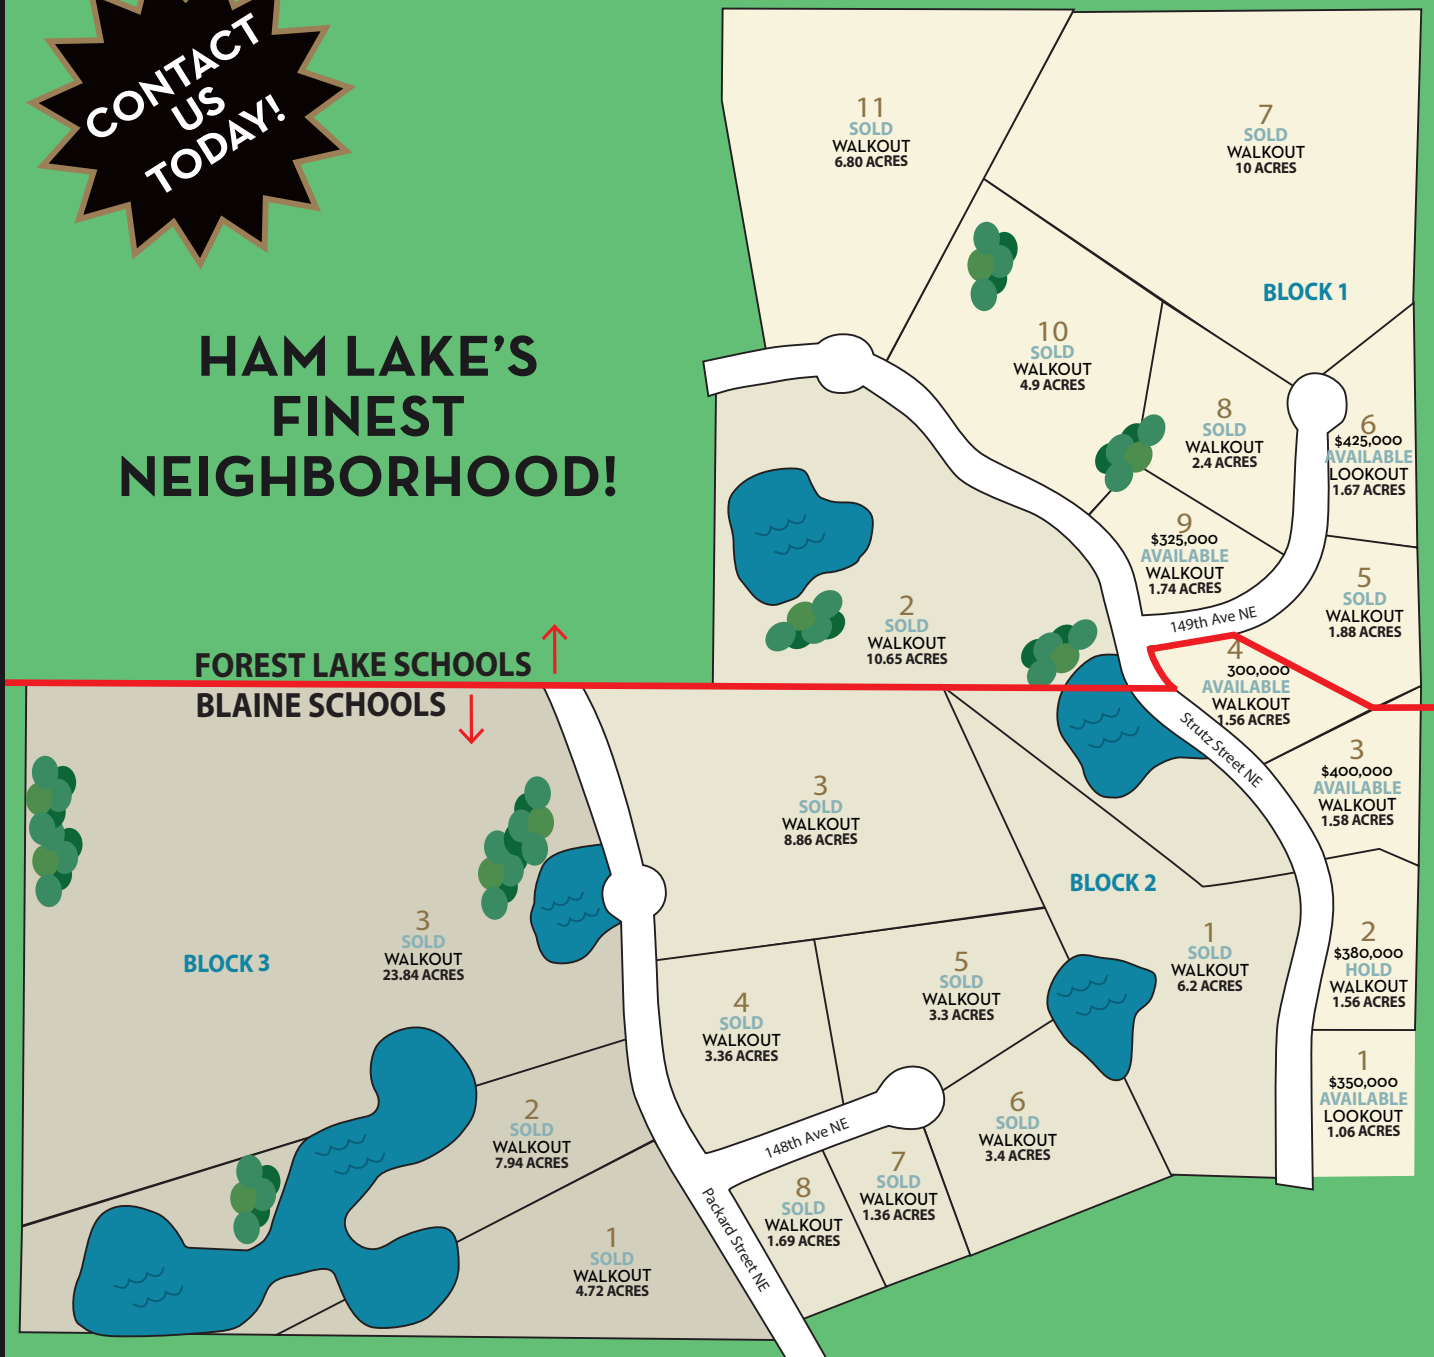 CONTACT
US
TODAY!
HAM LAKE'S
FINEST
NEIGHBORHOOD!
11
SOLD
WALKOUT
6.80 ACRES
7
SOLD
WALKOUT
10 ACRES
BLOCK 1
10
SOLD
WALKOUT
4.9 ACRES
8
SOLD
WALKOUT
2.4 ACRES
6
$425,000
AVAILABLE
LOOKOUT
1.67 ACRES
9
$325,000
AVAILABLE
WALKOUT
1.74 ACRES
5
SOLD
WALKOUT
1.88 ACRES
149th Ave NE
2
SOLD
WALKOUT
10.65 ACRES
4
300,000
AVAILABLE
WALKOUT
1.56 ACRES
FOREST LAKE SCHOOLS
BLAINE SCHOOLS
Strutz Street NE
3
$400,000
AVAILABLE
WALKOUT
1.58 ACRES
3
SOLD
WALKOUT
8.86 ACRES
BLOCK 2
3
SOLD
WALKOUT
23.84 ACRES
BLOCK 3
1
SOLD
WALKOUT
6.2 ACRES
2
$380,000
HOLD
WALKOUT
1.56 ACRES
5
SOLD
WALKOUT
3.3 ACRES
4
SOLD
WALKOUT
3.36 ACRES
1
$350,000
AVAILABLE
LOOKOUT
1.06 ACRES
2
SOLD
WALKOUT
7.94 ACRES
6
SOLD
WALKOUT
3.4 ACRES
148th Ave NE
7
SOLD
WALKOUT
1.36 ACRES
8
SOLD
WALKOUT
1.69 ACRES
Packard Street NE
1
SOLD
WALKOUT
4.72 ACRES